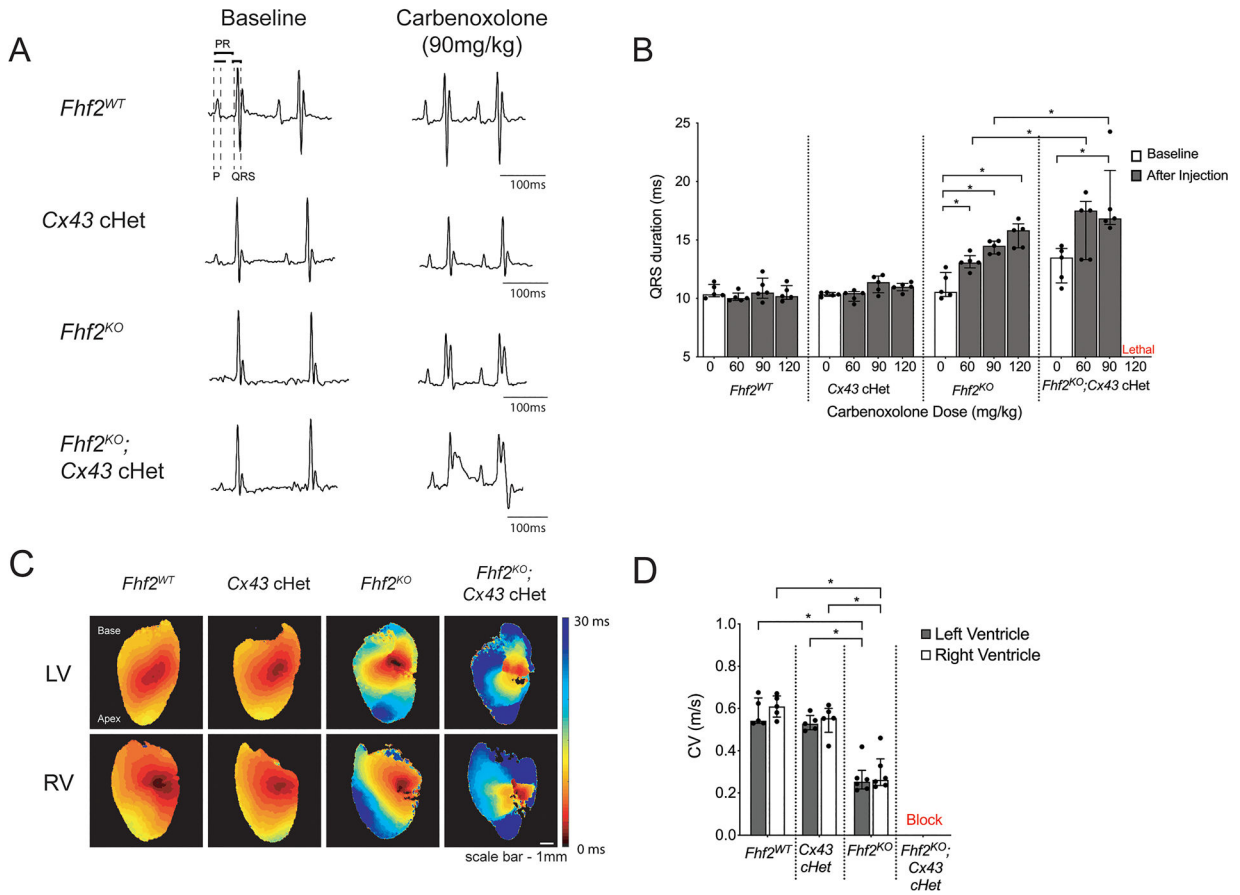 A
Baseline
Carbenoxolone
(90mg/kg)
PR
Fhf2WT
P
QRS
100ms
Cx43 cHet
100ms
Fhf2KO
100ms
Fhf2KO;
Cx43 cHet
100ms
B
QRS duration (ms)
25
20
15
10
5
* * * * * *
Baseline
After Injection
Lethal
0 60 90 120 0 60 90 120 0 60 90 120 0 60 90 120
Fhf2WT Cx43 cHet Fhf2KO Fhf2KO;Cx43 cHet
Carbenoxolone Dose (mg/kg)
C
Fhf2WT Cx43 cHet Fhf2KO Fhf2KO;
Cx43 cHet
LV
Base
Apex
RV
30 ms
0 ms
scale bar - 1mm
D
CV (m/s)
1.0
0.8
0.6
0.4
0.2
0.0
* * * *
Left Ventricle
Right Ventricle
Block
Fhf2WT Cx43
cHet Fhf2KO Fhf2KO;
Cx43
cHet